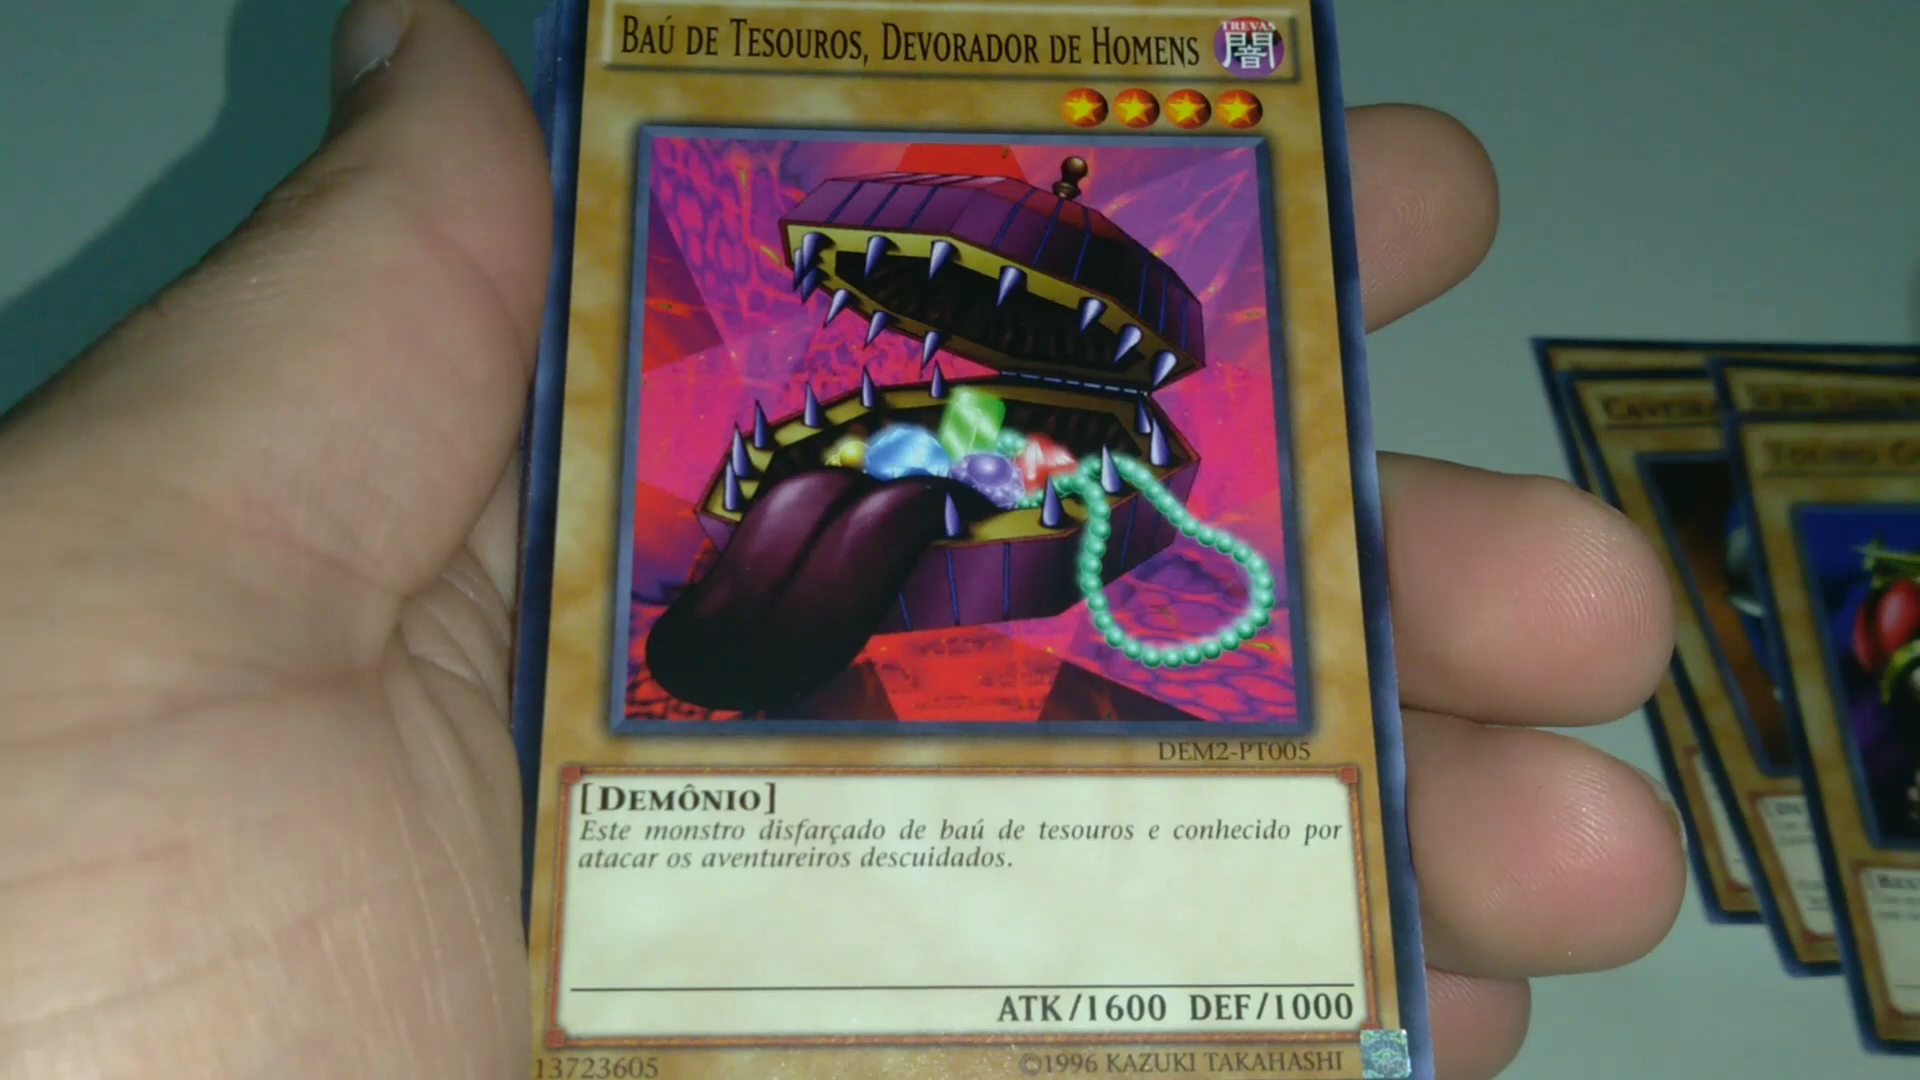 BAÚ DE TESOUROS, DEVORADOR DE HOMENS
TREVAS
闇
DEM2-PT005
[DEMÔNIO]
Este monstro disfarçado de baú de tesouros e conhecido por
atacar os aventureiros descuidados.
ATK/1600 DEF/1000
13723605
©1996 KAZUKI TAKAHASHI